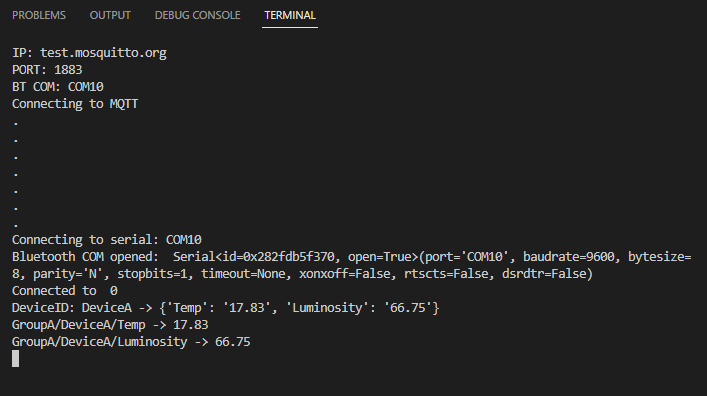 PROBLEMS OUTPUT DEBUG CONSOLE TERMINAL
IP: test.mosquitto.org
PORT: 1883
BT COM: COM10
Connecting to MQTT
.
.
.
.
.
.
.
Connecting to serial: COM10
Bluetooth COM opened:  Serial<id=0x282fdb5f370, open=True>(port='COM10', baudrate=9600, bytesize=
8, parity='N', stopbits=1, timeout=None, xonxoff=False, rtscts=False, dsrdtr=False)
Connected to  0
DeviceID: DeviceA -> {'Temp': '17.83', 'Luminosity': '66.75'}
GroupA/DeviceA/Temp -> 17.83
GroupA/DeviceA/Luminosity -> 66.75